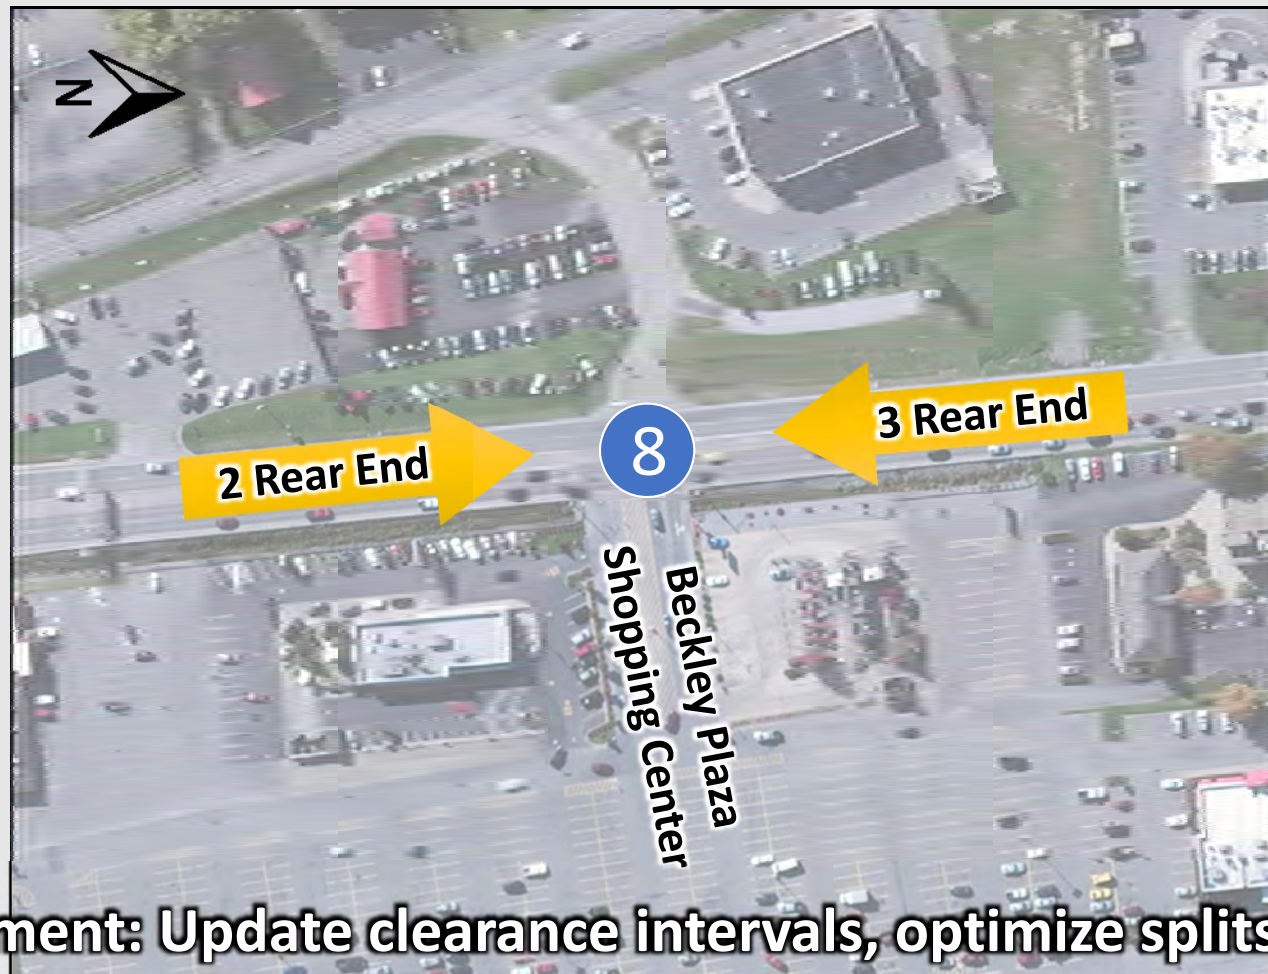 N
2 Rear End
8
3 Rear End
Beckley Plaza
Shopping Center
ment: Update clearance intervals, optimize splits